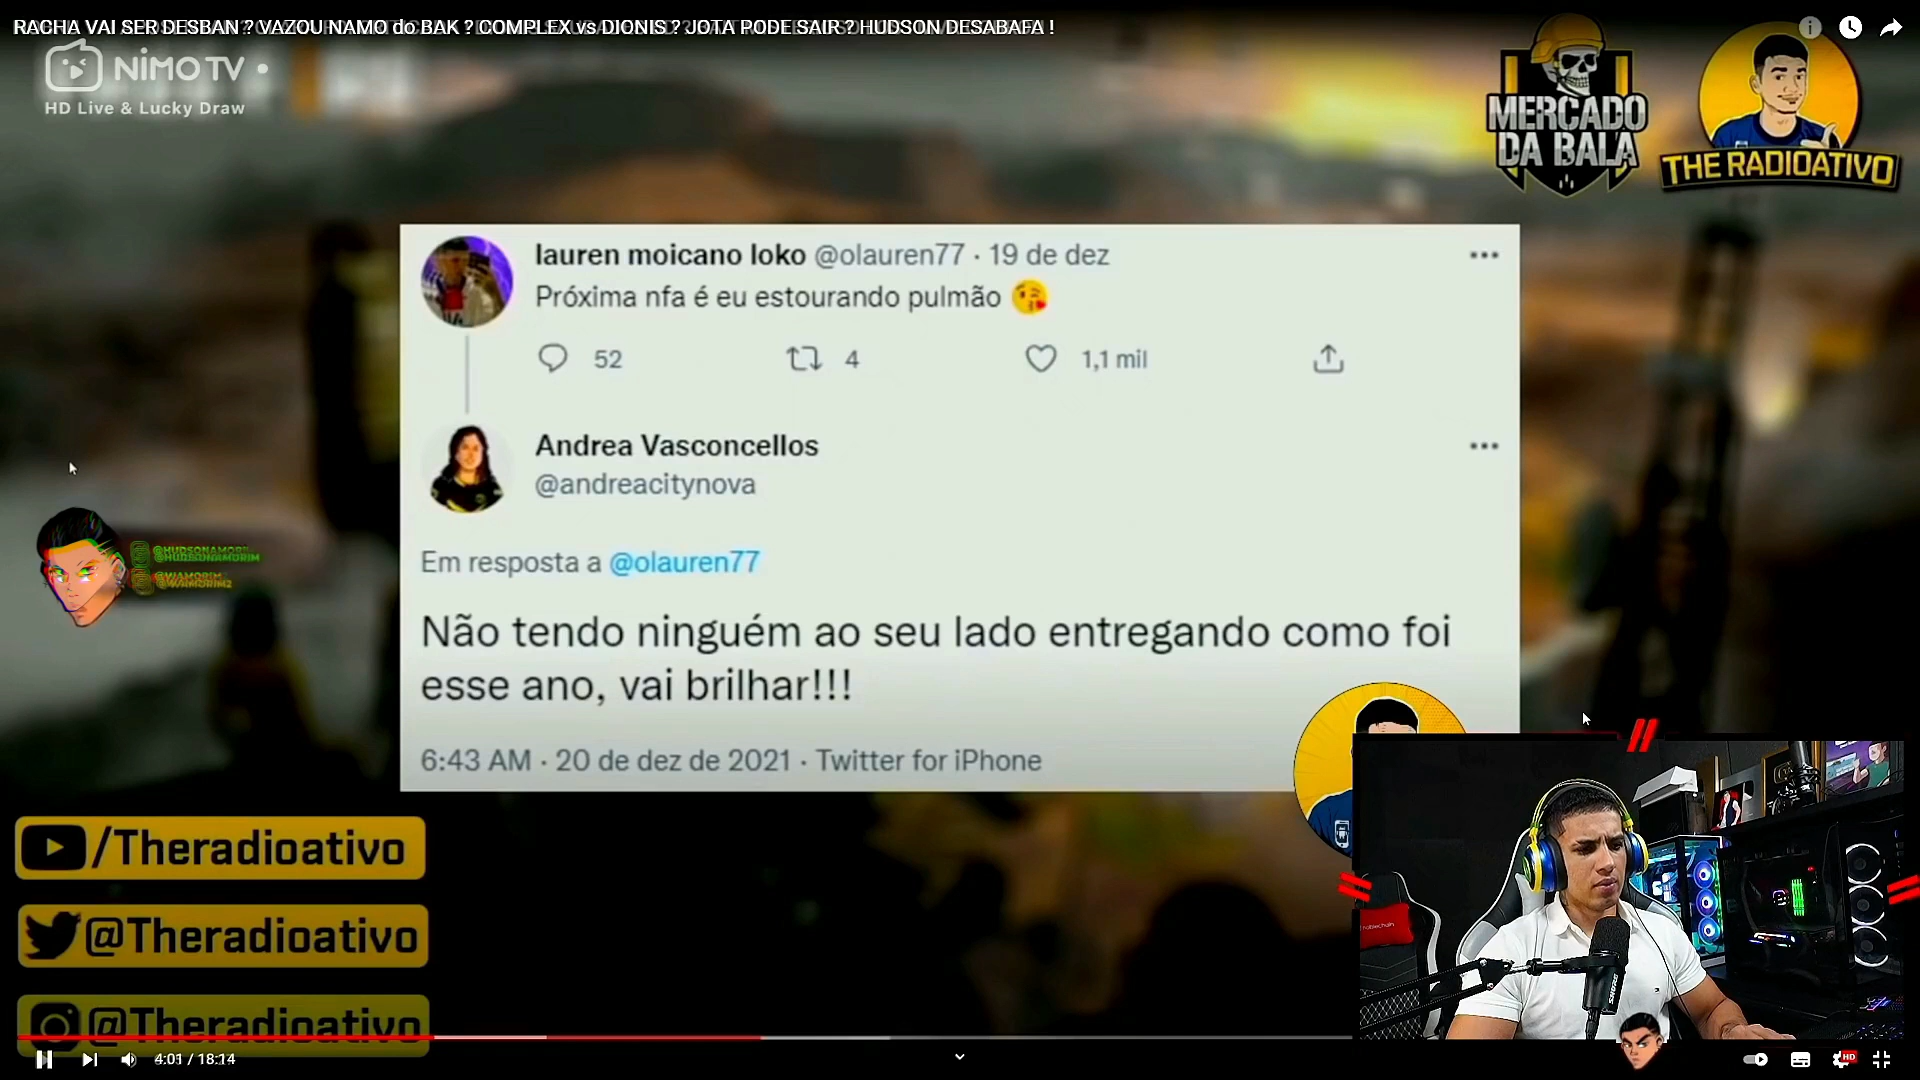 RACHA VAI SER DESBAN ? VAZOU NAMO do BAK ? COMPLEX vs DIONIS ? JOTA PODE SAIR ? HUDSON DESABAFA !
NIMO TV
HD Live & Lucky Draw
MERCADO
DA BALA
THE RADIOATIVO
lauren moicano loko @olauren77 · 19 de dez
Próxima nfa é eu estourando pulmão
52 4 1,1 mil
Andrea Vasconcellos
@andreacitynova
Em resposta a @olauren77
Não tendo ninguém ao seu lado entregando como foi
esse ano, vai brilhar!!!
6:43 AM · 20 de dez de 2021 · Twitter for iPhone
@HUDSONAMORIM
/Theradioativo
@Theradioativo
@Theradioativo
SHURE
4:01 / 18:14
HD